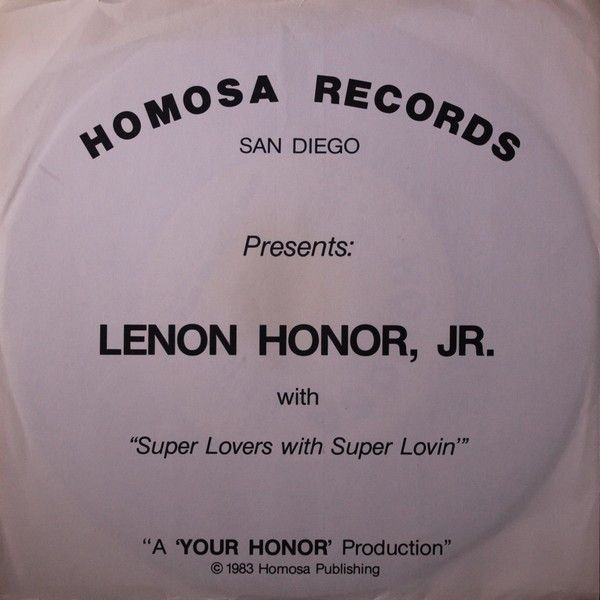 HOMOSA RECORDS
SAN DIEGO
Presents:
LENON HONOR, JR.
with
“Super Lovers with Super Lovin’”
“A ‘YOUR HONOR’ Production”
© 1983 Homosa Publishing